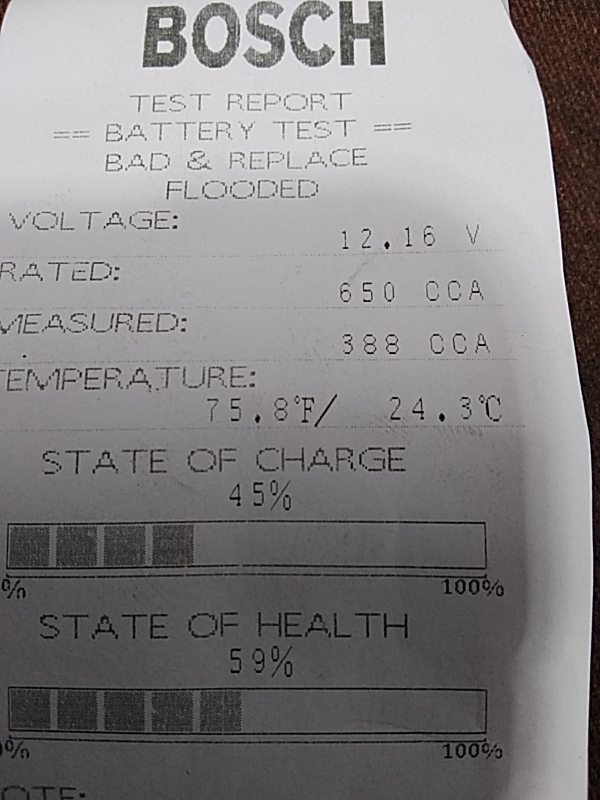 BOSCH
TEST REPORT
== BATTERY TEST ==
BAD & REPLACE
FLOODED
VOLTAGE:
12.16 V
RATED:
650 CCA
MEASURED:
388 CCA
TEMPERATURE:
75.8°F/ 24.3°C
STATE OF CHARGE
45%
% 100%
STATE OF HEALTH
59%
0% 100%